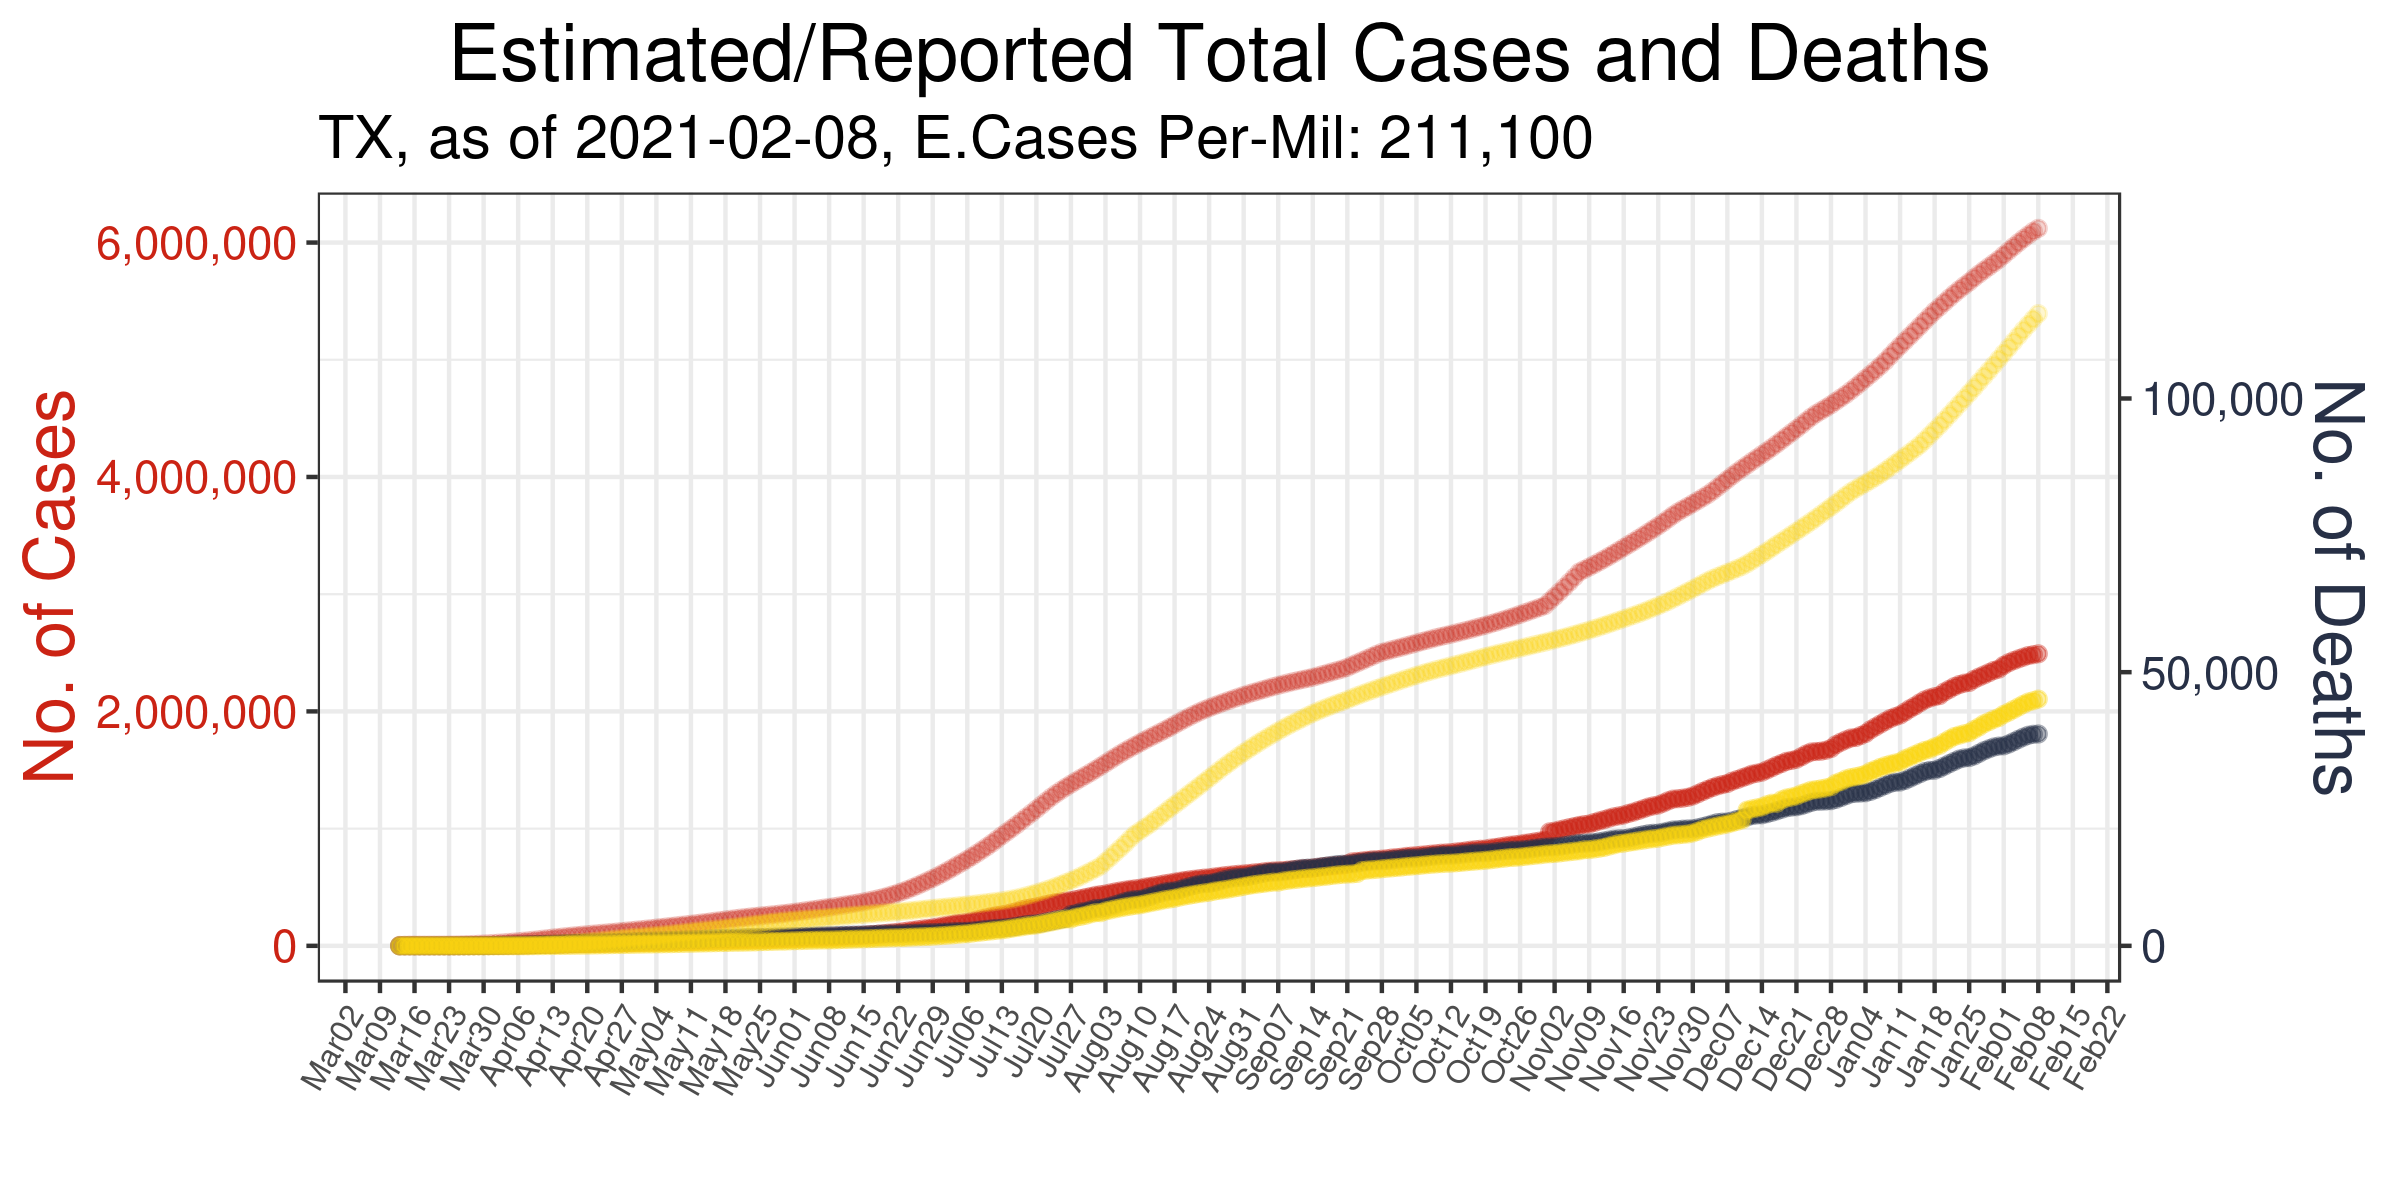 Estimated/Reported Total Cases and Deaths
TX, as of 2021-02-08, E.Cases Per-Mil: 211,100
No. of Cases
6,000,000
4,000,000
2,000,000
0
100,000
50,000
0
No. of Deaths
Mar02
Mar09
Mar16
Mar23
Mar30
Apr06
Apr13
Apr20
Apr27
May04
May11
May18
May25
Jun01
Jun08
Jun15
Jun22
Jun29
Jul06
Jul13
Jul20
Jul27
Aug03
Aug10
Aug17
Aug24
Aug31
Sep07
Sep14
Sep21
Sep28
Oct05
Oct12
Oct19
Oct26
Nov02
Nov09
Nov16
Nov23
Nov30
Dec07
Dec14
Dec21
Dec28
Jan04
Jan11
Jan18
Jan25
Feb01
Feb08
Feb15
Feb22